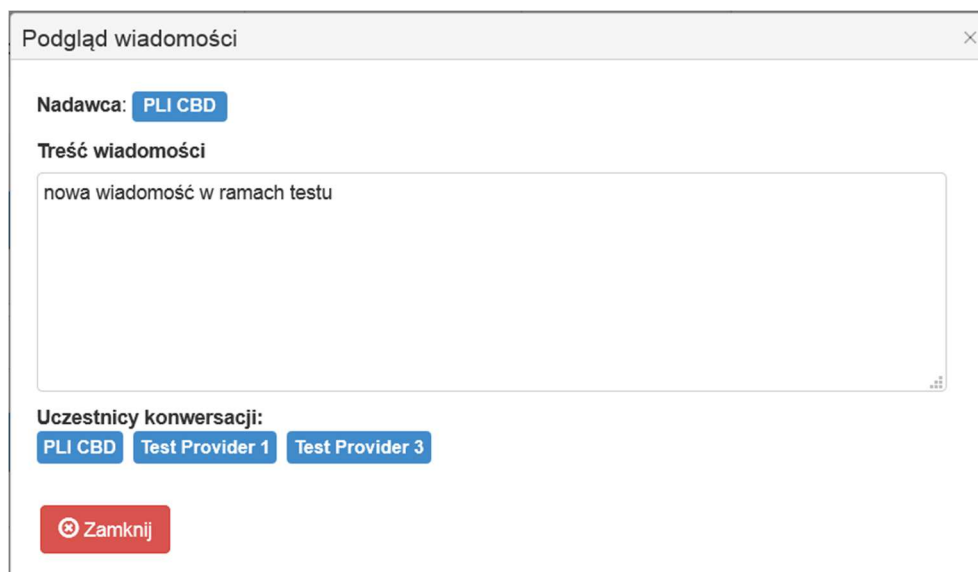 Podgląd wiadomości
Nadawca: PLI CBD
Treść wiadomości
nowa wiadomość w ramach testu
Uczestnicy konwersacji:
PLI CBD Test Provider 1 Test Provider 3
Zamknij